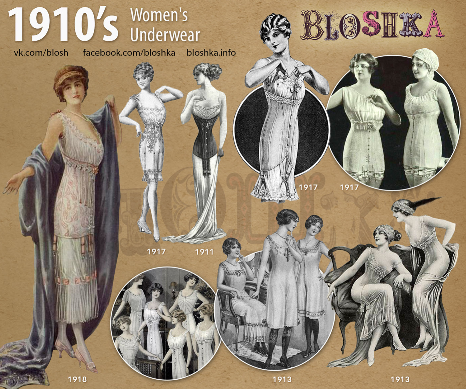 1910's
Women's
Underwear
BLOSHKA
vk.com/blosh facebook.com/bloshka bloshka.info
1917
1917
1917
1911
1918
1913
1913